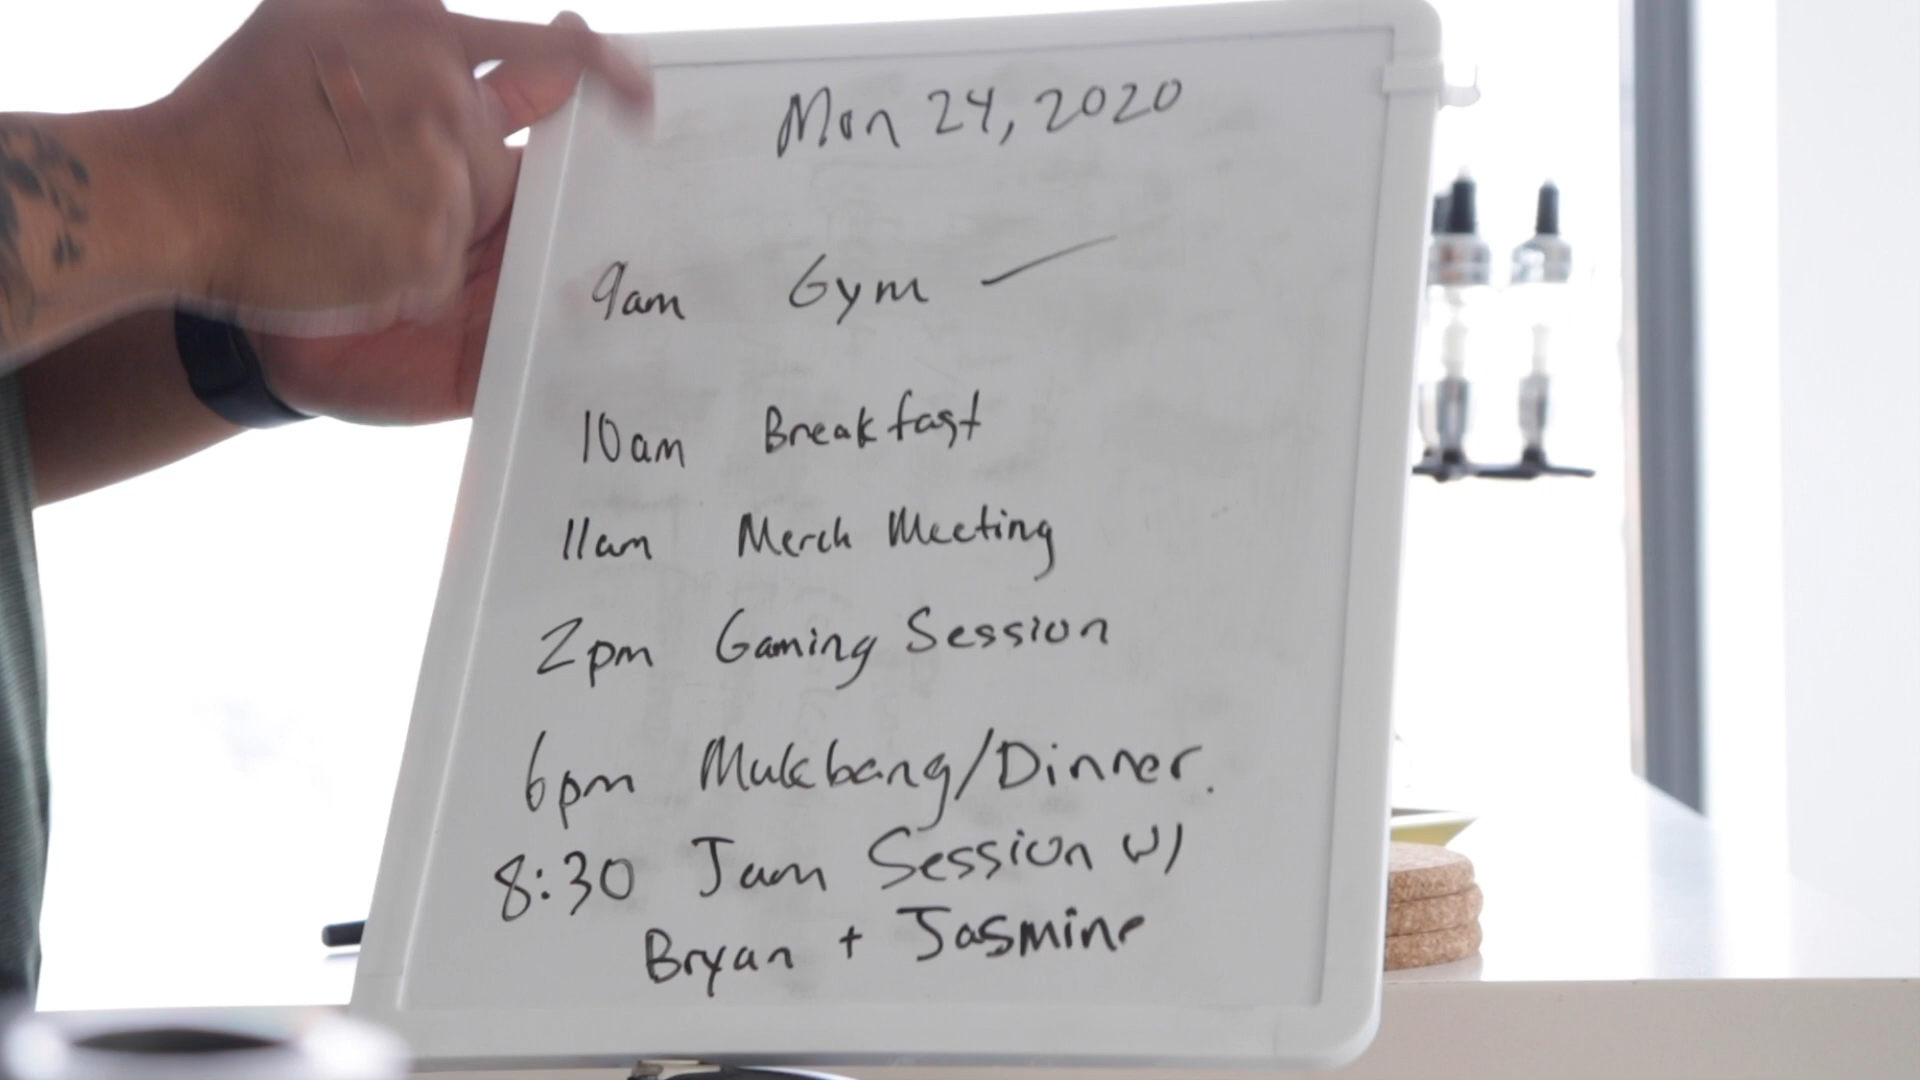 Mon 24, 2020
9am Gym
10am Breakfast
11am Merch Meeting
2pm Gaming Session
6pm Mukbang/Dinner.
8:30 Jam Session w/
Bryan + Jasmine